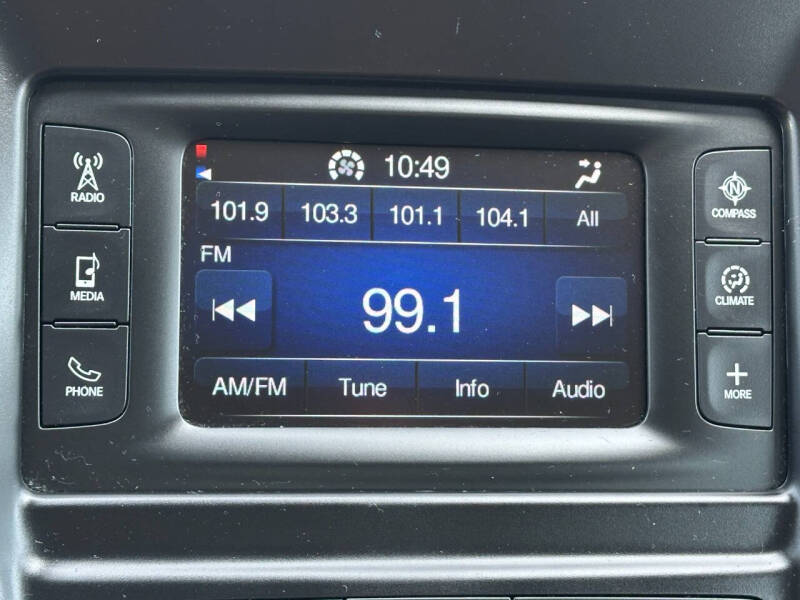 RADIO
MEDIA
PHONE
10:49
101.9 103.3 101.1 104.1 All
FM
99.1
AM/FM Tune Info Audio
N
COMPASS
CLIMATE
MORE